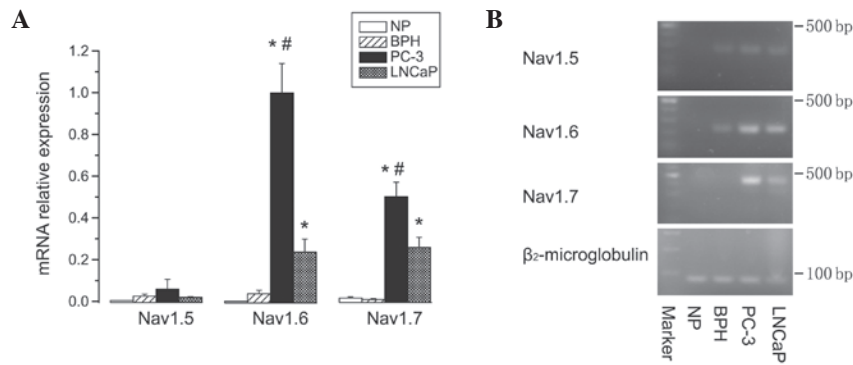 A
NP
BPH
PC-3
LNCaP
mRNA relative expression
1.2
1.0
0.8
0.6
0.4
0.2
0.0
* #
*
* #
*
Nav1.5
Nav1.6
Nav1.7
B
Nav1.5
500 bp
Nav1.6
500 bp
Nav1.7
500 bp
β₂-microglobulin
100 bp
Marker
NP
BPH
PC-3
LNCaP